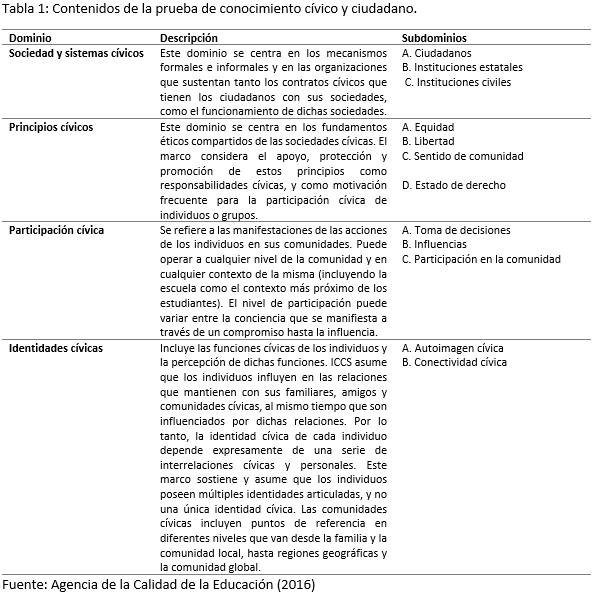 Tabla 1: Contenidos de la prueba de conocimiento cívico y ciudadano.
Dominio Descripción Subdominios
Sociedad y sistemas cívicos Este dominio se centra en los mecanismos A. Ciudadanos
formales e informales y en las organizaciones B. Instituciones estatales
que sustentan tanto los contratos cívicos que C. Instituciones civiles
tienen los ciudadanos con sus sociedades,
como el funcionamiento de dichas sociedades.
Principios cívicos Este dominio se centra en los fundamentos A. Equidad
éticos compartidos de las sociedades cívicas. El B. Libertad
marco considera el apoyo, protección y C. Sentido de comunidad
promoción de estos principios como
responsabilidades cívicas, y como motivación D. Estado de derecho
frecuente para la participación cívica de
individuos o grupos.
Participación cívica Se refiere a las manifestaciones de las acciones A. Toma de decisiones
de los individuos en sus comunidades. Puede B. Influencias
operar a cualquier nivel de la comunidad y en C. Participación en la comunidad
cualquier contexto de la misma (incluyendo la
escuela como el contexto más próximo de los
estudiantes). El nivel de participación puede
variar entre la conciencia que se manifiesta a
través de un compromiso hasta la influencia.
Identidades cívicas Incluye las funciones cívicas de los individuos y A. Autoimagen cívica
la percepción de dichas funciones. ICCS asume B. Conectividad cívica
que los individuos influyen en las relaciones
que mantienen con sus familiares, amigos y
comunidades cívicas, al mismo tiempo que son
influenciados por dichas relaciones. Por lo
tanto, la identidad cívica de cada individuo
depende expresamente de una serie de
interrelaciones cívicas y personales. Este
marco sostiene y asume que los individuos
poseen múltiples identidades articuladas, y no
una única identidad cívica. Las comunidades
cívicas incluyen puntos de referencia en
diferentes niveles que van desde la familia y la
comunidad local, hasta regiones geográficas y
la comunidad global.
Fuente: Agencia de la Calidad de la Educación (2016)